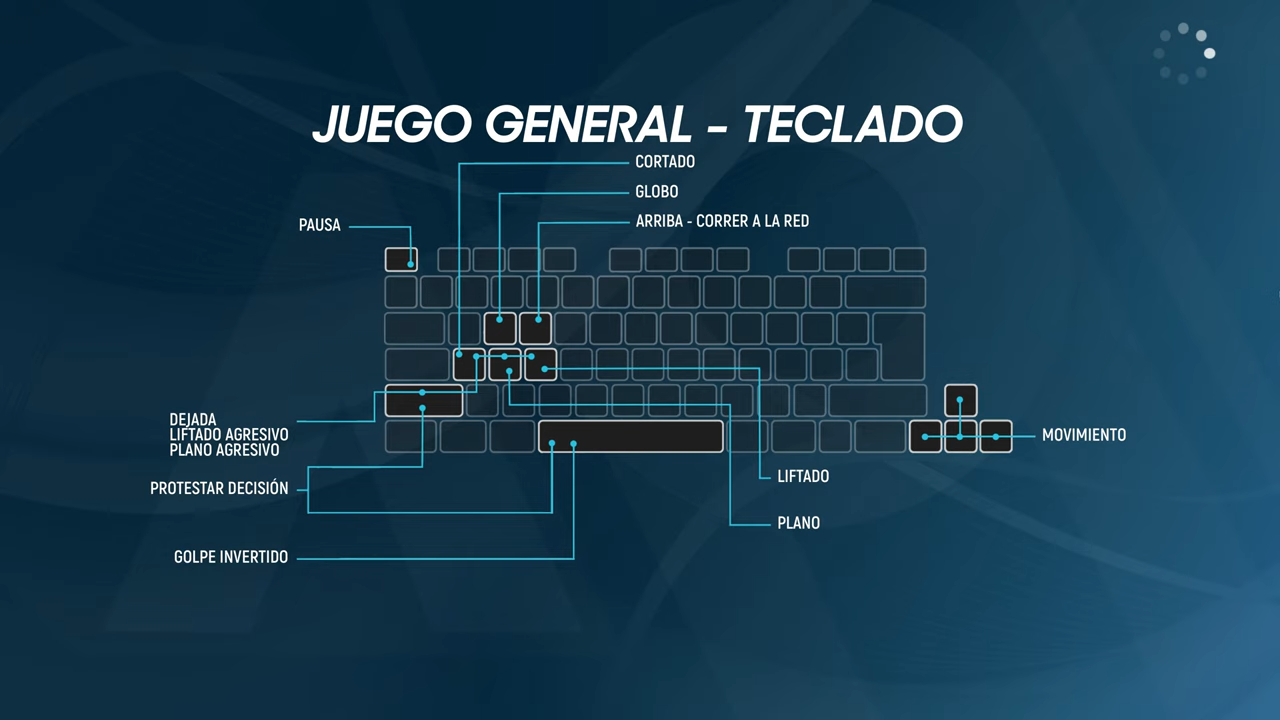 JUEGO GENERAL - TECLADO
CORTADO
GLOBO
ARRIBA - CORRER A LA RED
PAUSA
DEJADA
LIFTADO AGRESIVO
PLANO AGRESIVO
MOVIMIENTO
LIFTADO
PROTESTAR DECISIÓN
PLANO
GOLPE INVERTIDO